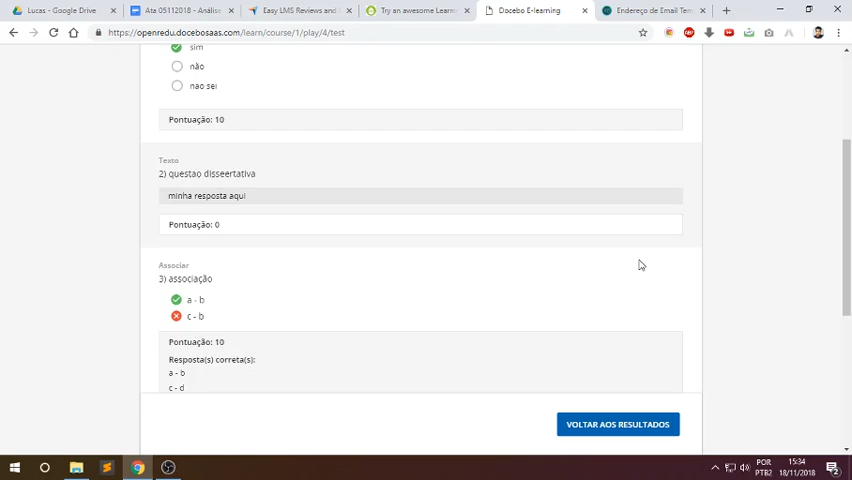 Lucas - Google Drive
Ata 05112018 - Análise
Easy LMS Reviews and
Try an awesome Learn
Docebo E-learning
Endereço de Email Tem
https://openredu.docebosaas.com/learn/course/1/play/4/test
sim
não
nao sei
Pontuação: 10
Texto
2) questao disseertativa
minha resposta aqui
Pontuação: 0
Associar
3) associação
a - b
c - b
Pontuação: 10
Resposta(s) correta(s):
a - b
c - d
VOLTAR AOS RESULTADOS
POR
PTB2
15:34
18/11/2018
2